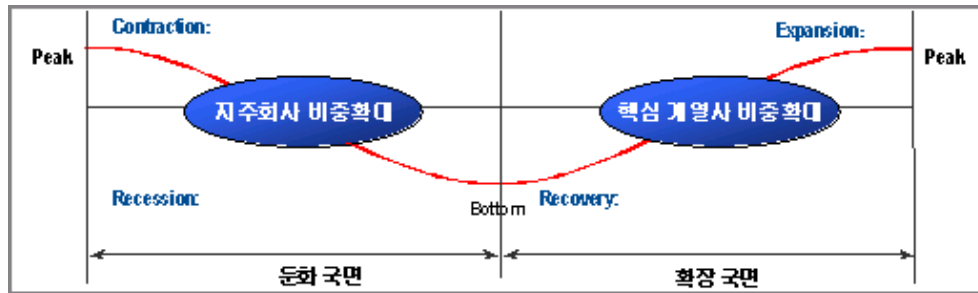 Contraction:
Expansion:
Peak
Peak
지주회사 비중확대
핵심 계열사 비중확대
Recession:
Bottom
Recovery:
둔화 국면
확장 국면